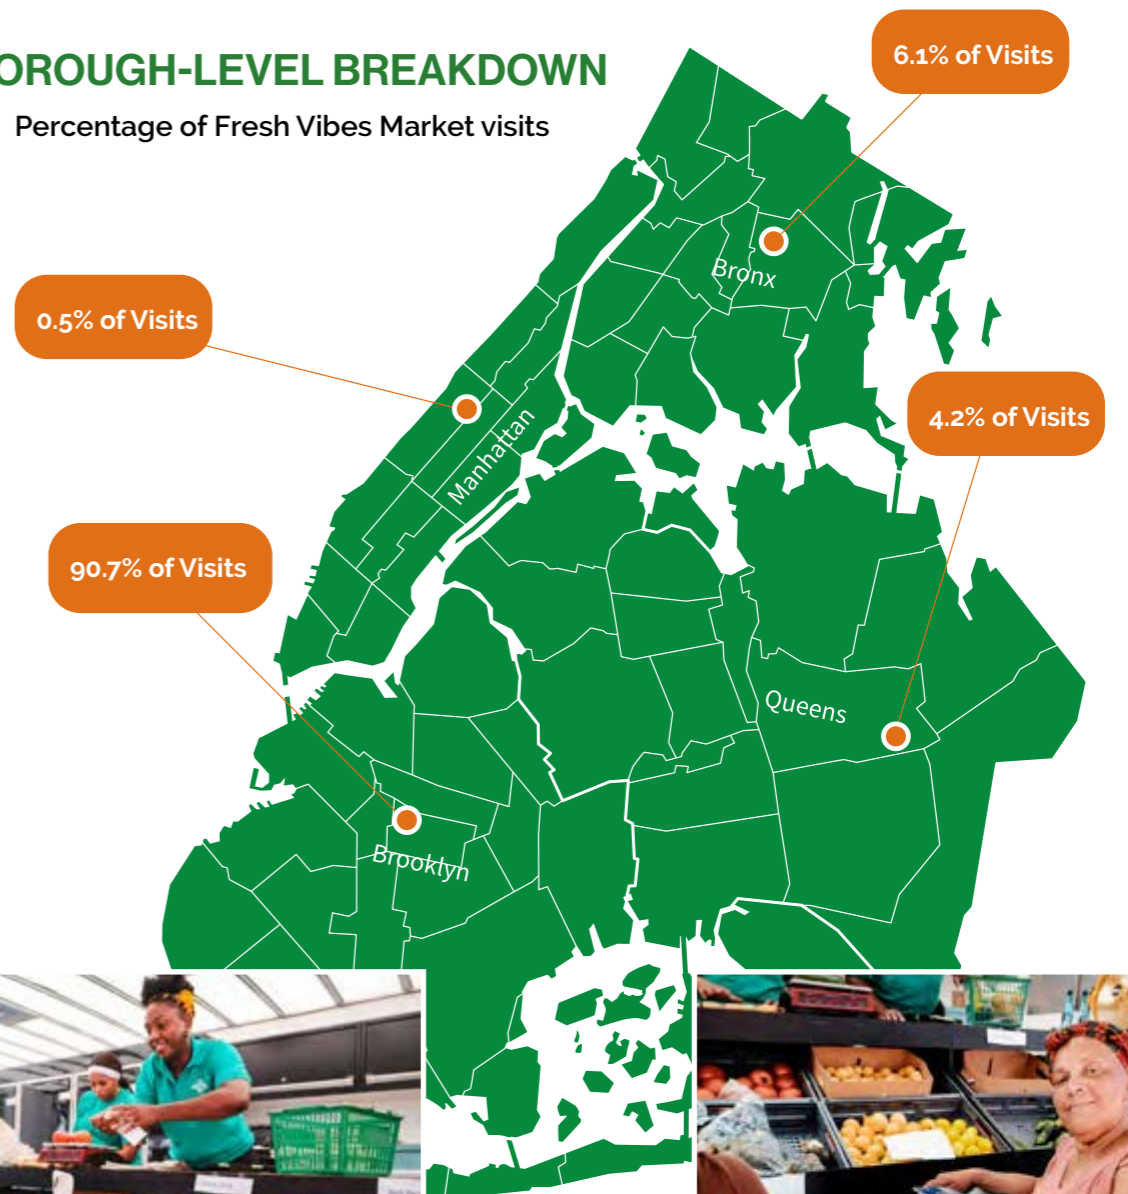 OROUGH-LEVEL BREAKDOWN
Percentage of Fresh Vibes Market visits
6.1% of Visits
Bronx
0.5% of Visits
4.2% of Visits
Manhattan
90.7% of Visits
Queens
Brooklyn